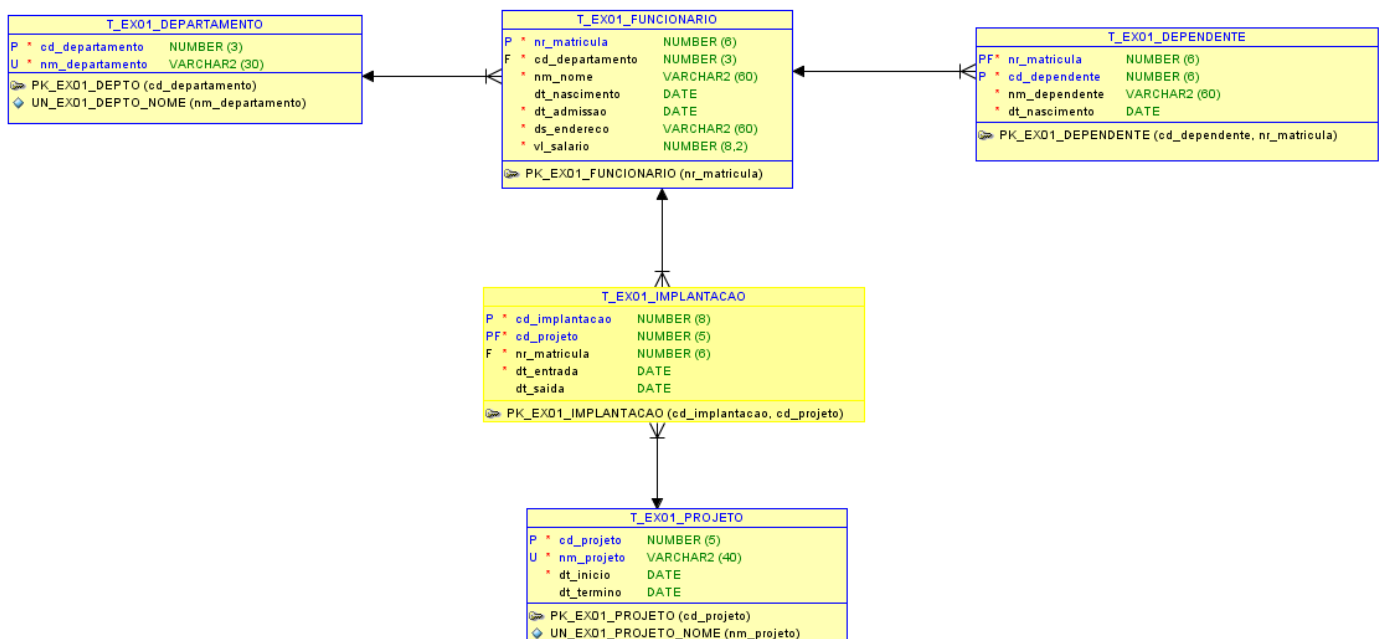 T_EX01_DEPARTAMENTO
P * cd_departamento NUMBER (3)
U * nm_departamento VARCHAR2 (30)
PK_EX01_DEPTO (cd_departamento)
UN_EX01_DEPTO_NOME (nm_departamento)
T_EX01_FUNCIONARIO
P * nr_matricula NUMBER (6)
F * cd_departamento NUMBER (3)
* nm_nome VARCHAR2 (60)
dt_nascimento DATE
* dt_admissao DATE
* ds_endereco VARCHAR2 (60)
* vl_salario NUMBER (8,2)
PK_EX01_FUNCIONARIO (nr_matricula)
T_EX01_DEPENDENTE
PF* nr_matricula NUMBER (6)
P * cd_dependente NUMBER (6)
* nm_dependente VARCHAR2 (60)
* dt_nascimento DATE
PK_EX01_DEPENDENTE (cd_dependente, nr_matricula)
T_EX01_IMPLANTACAO
P * cd_implantacao NUMBER (8)
PF* cd_projeto NUMBER (5)
F * nr_matricula NUMBER (6)
* dt_entrada DATE
dt_saida DATE
PK_EX01_IMPLANTACAO (cd_implantacao, cd_projeto)
T_EX01_PROJETO
P * cd_projeto NUMBER (5)
U * nm_projeto VARCHAR2 (40)
* dt_inicio DATE
dt_termino DATE
PK_EX01_PROJETO (cd_projeto)
UN_EX01_PROJETO_NOME (nm_projeto)